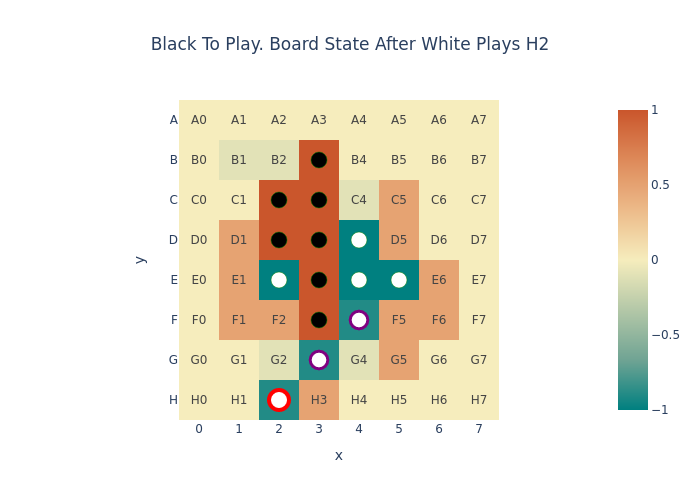 Black To Play. Board State After White Plays H2
A A0 A1 A2 A3 A4 A5 A6 A7
B B0 B1 B2 B4 B5 B6 B7
C C0 C1 C4 C5 C6 C7
D D0 D1 D5 D6 D7
E E0 E1 E6 E7
F F0 F1 F2 F5 F6 F7
G G0 G1 G2 G4 G5 G6 G7
H H0 H1 H3 H4 H5 H6 H7
0 1 2 3 4 5 6 7
x
y
1
0.5
0
−0.5
−1